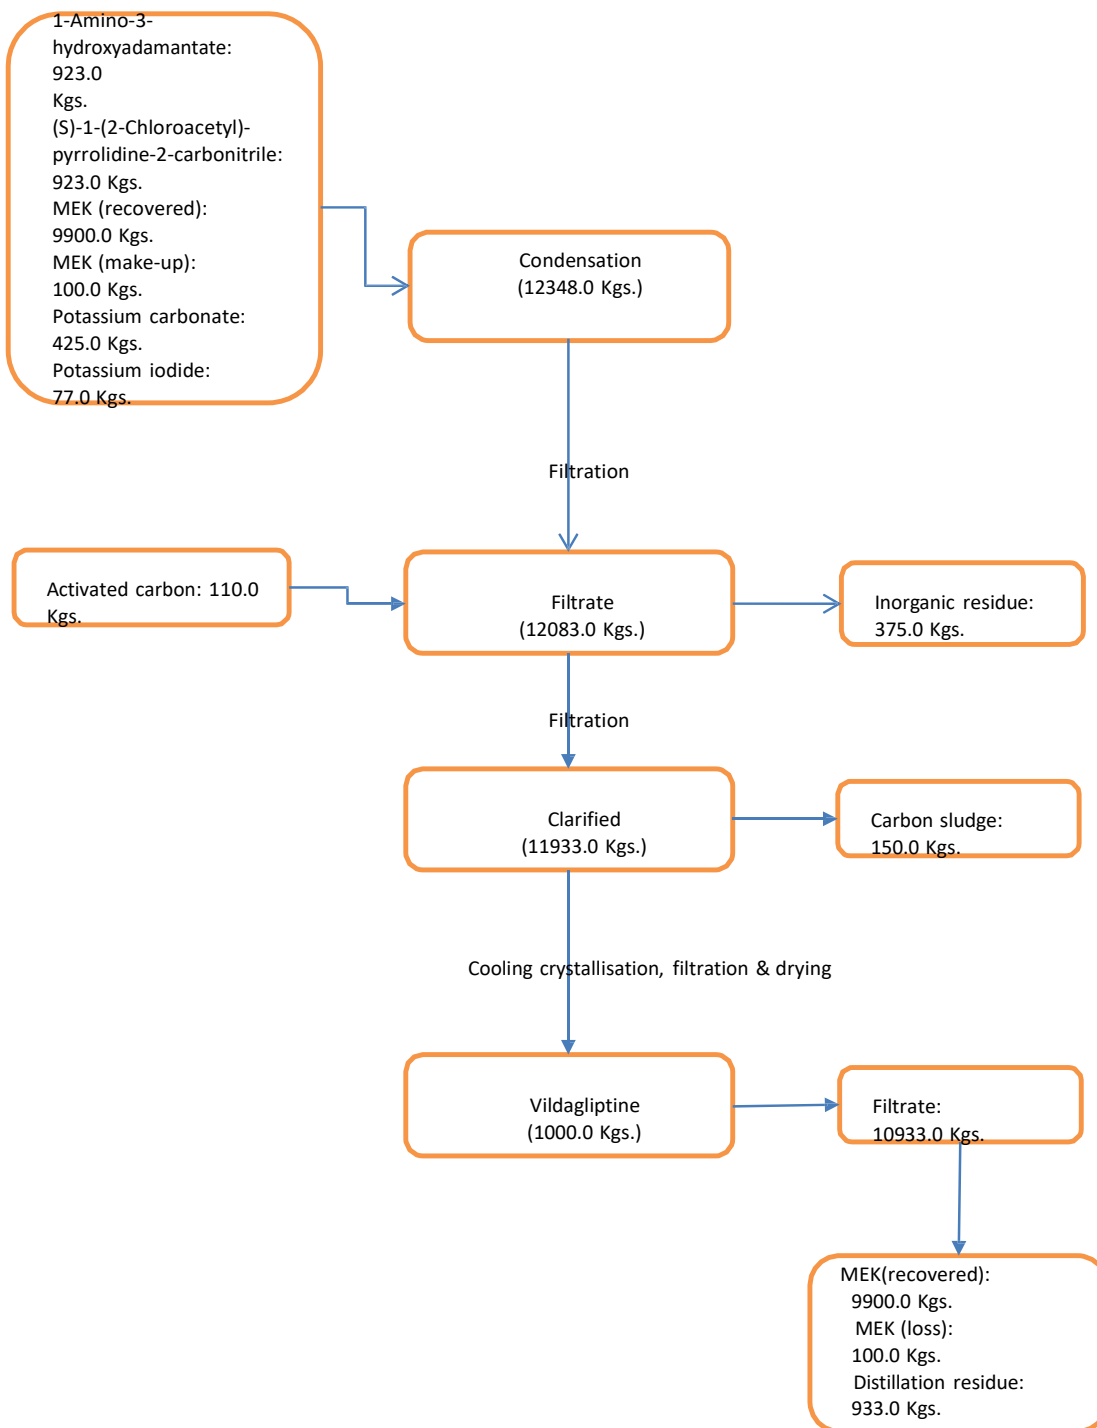 1-Amino-3-
hydroxyadamantate:
923.0
Kgs.
(S)-1-(2-Chloroacetyl)-
pyrrolidine-2-carbonitrile:
923.0 Kgs.
MEK (recovered):
9900.0 Kgs.
MEK (make-up):
100.0 Kgs.
Potassium carbonate:
425.0 Kgs.
Potassium iodide:
77.0 Kgs.
Condensation
(12348.0 Kgs.)
Filtration
Activated carbon: 110.0
Kgs.
Filtrate
(12083.0 Kgs.)
Inorganic residue:
375.0 Kgs.
Filtration
Clarified
(11933.0 Kgs.)
Carbon sludge:
150.0 Kgs.
Cooling crystallisation, filtration & drying
Vildagliptine
(1000.0 Kgs.)
Filtrate:
10933.0 Kgs.
MEK(recovered):
9900.0 Kgs.
MEK (loss):
100.0 Kgs.
Distillation residue:
933.0 Kgs.